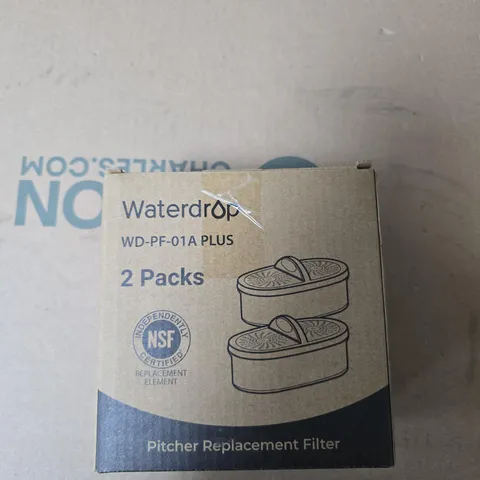 CHARLES.COM
ON
Waterdrop
WD-PF-01A PLUS
2 Packs
INDEPENDENTLY
NSF
CERTIFIED
REPLACEMENT
ELEMENT
Pitcher Replacement Filter